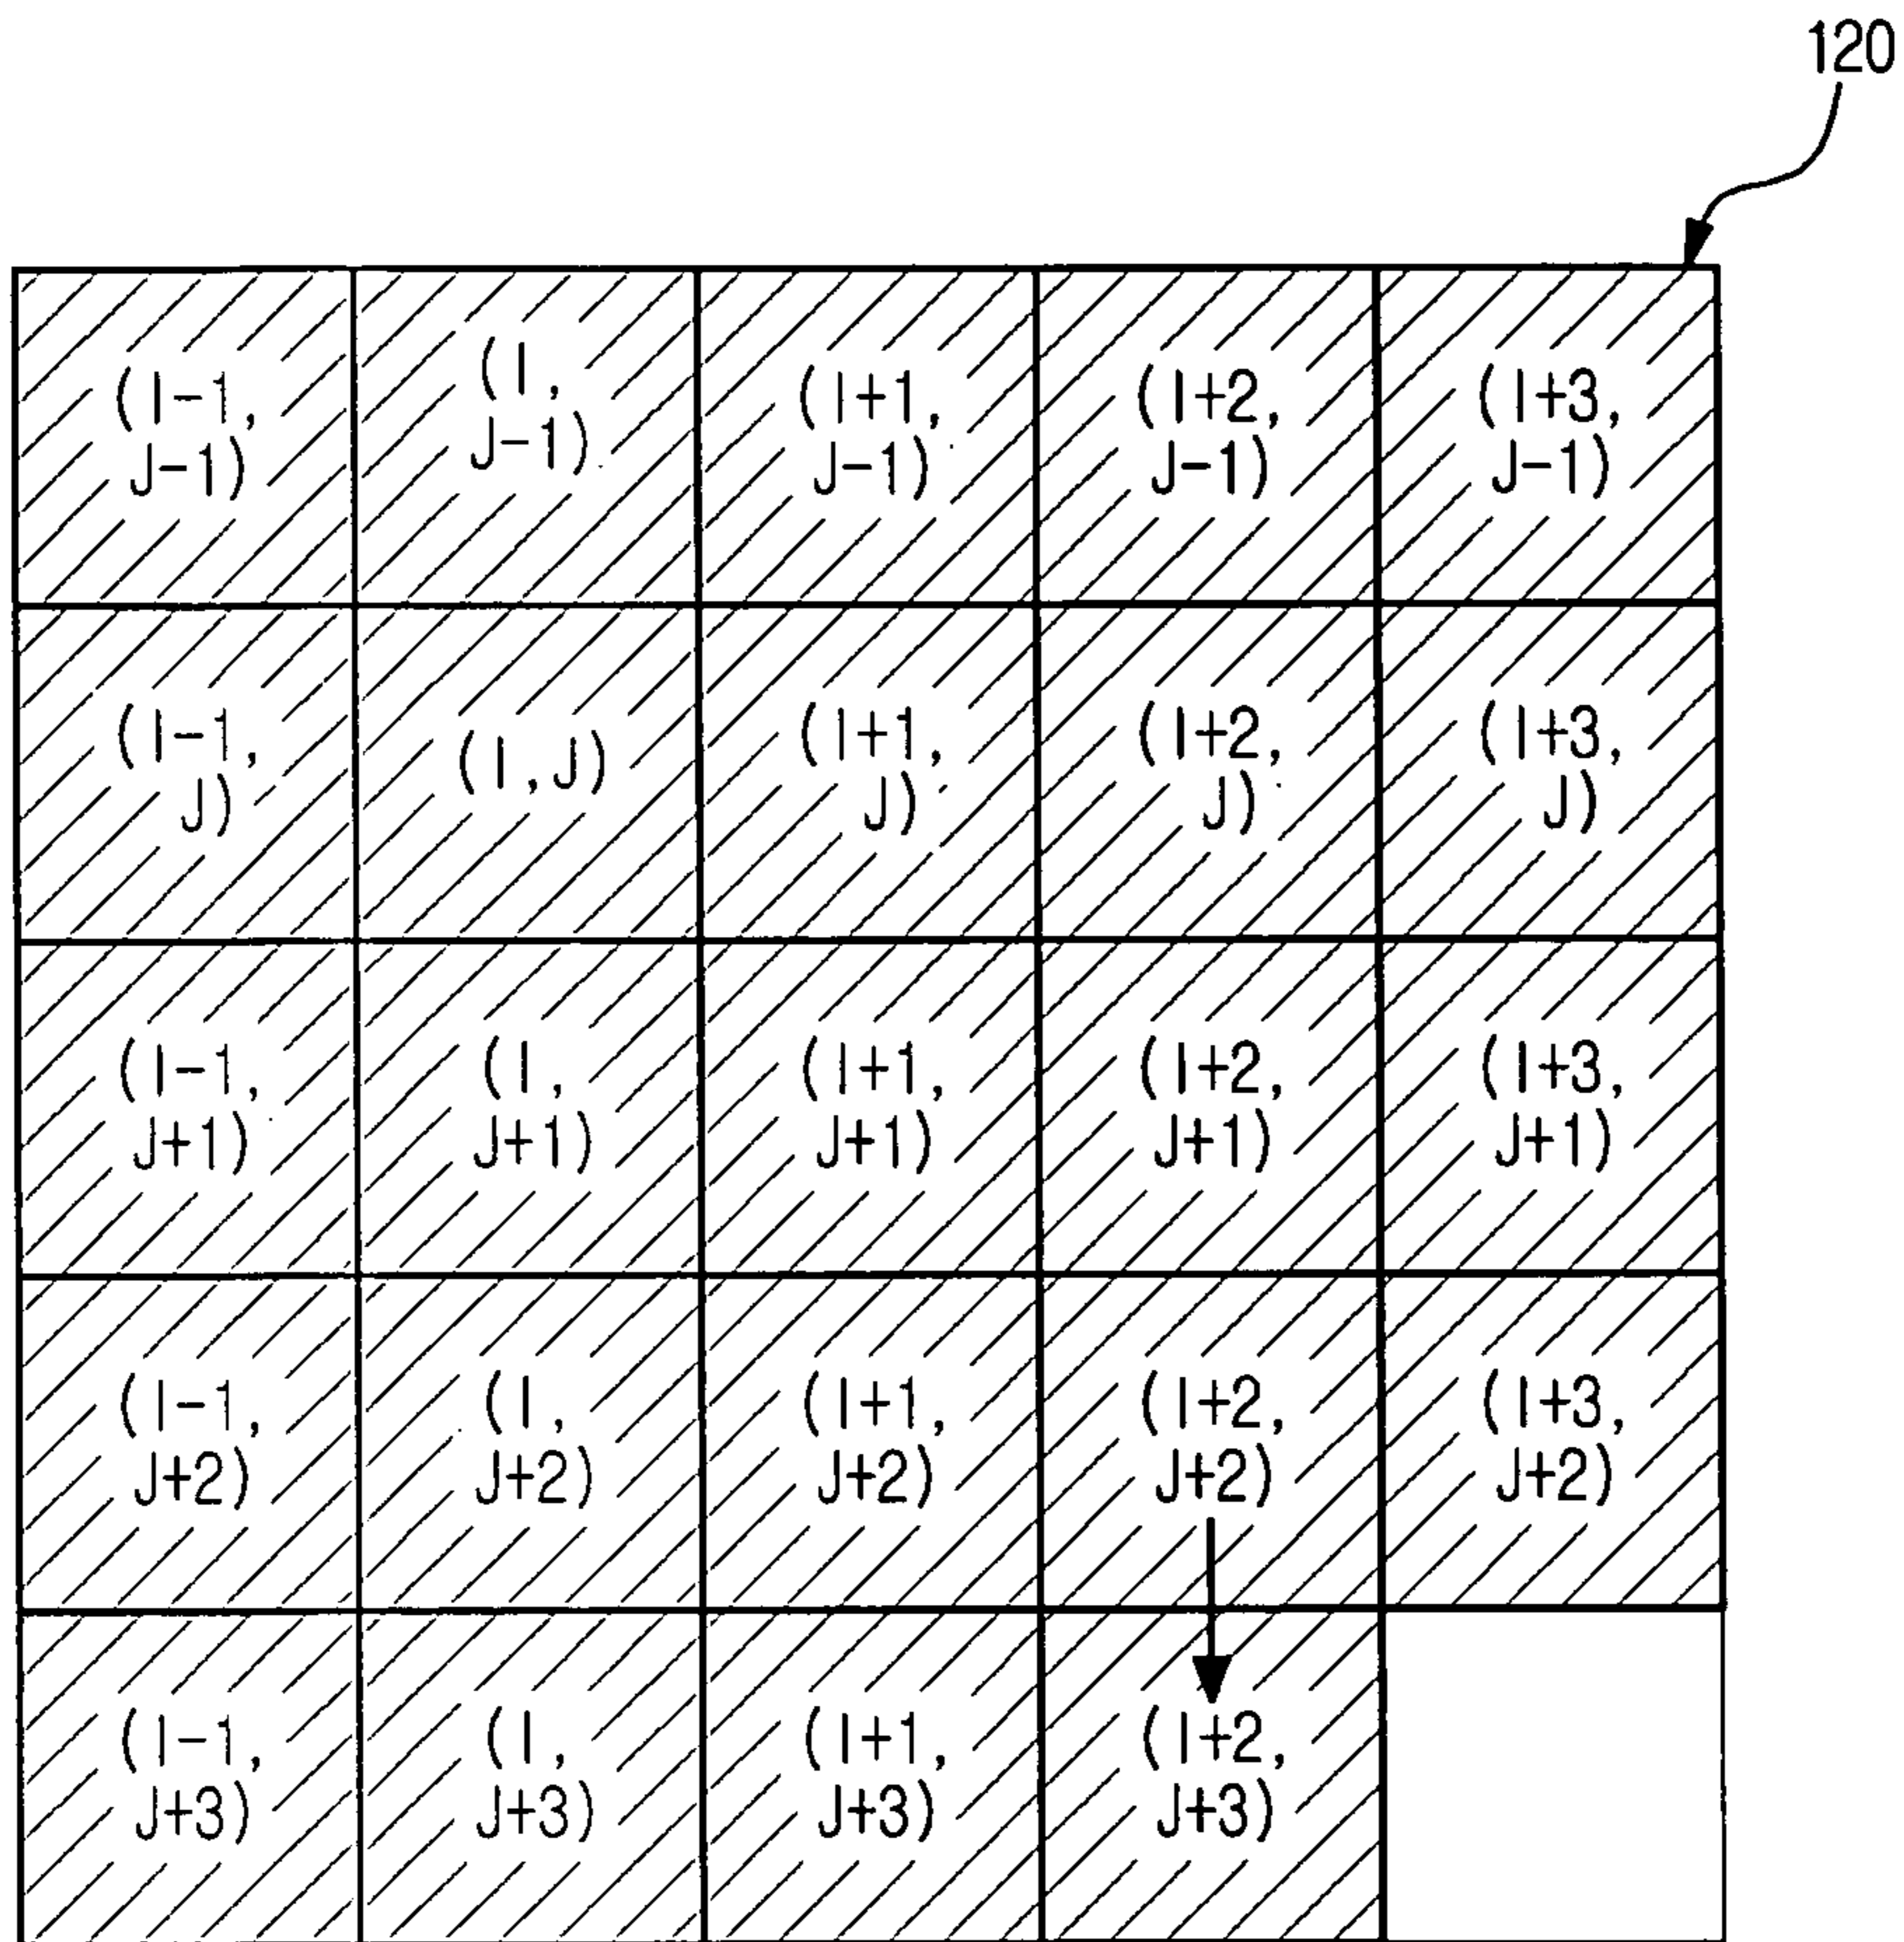 120
(I-1,
J-1)
(I,
J-1)
(I+1,
J-1)
(I+2,
J-1)
(I+3,
J-1)
(I-1,
J)
(I,J)
(I+1,
J)
(I+2,
J)
(I+3,
J)
(I-1,
J+1)
(I,
J+1)
(I+1,
J+1)
(I+2,
J+1)
(I+3,
J+1)
(I-1,
J+2)
(I,
J+2)
(I+1,
J+2)
(I+2,
J+2)
(I+3,
J+2)
(I-1,
J+3)
(I,
J+3)
(I+1,
J+3)
(I+2,
J+3)